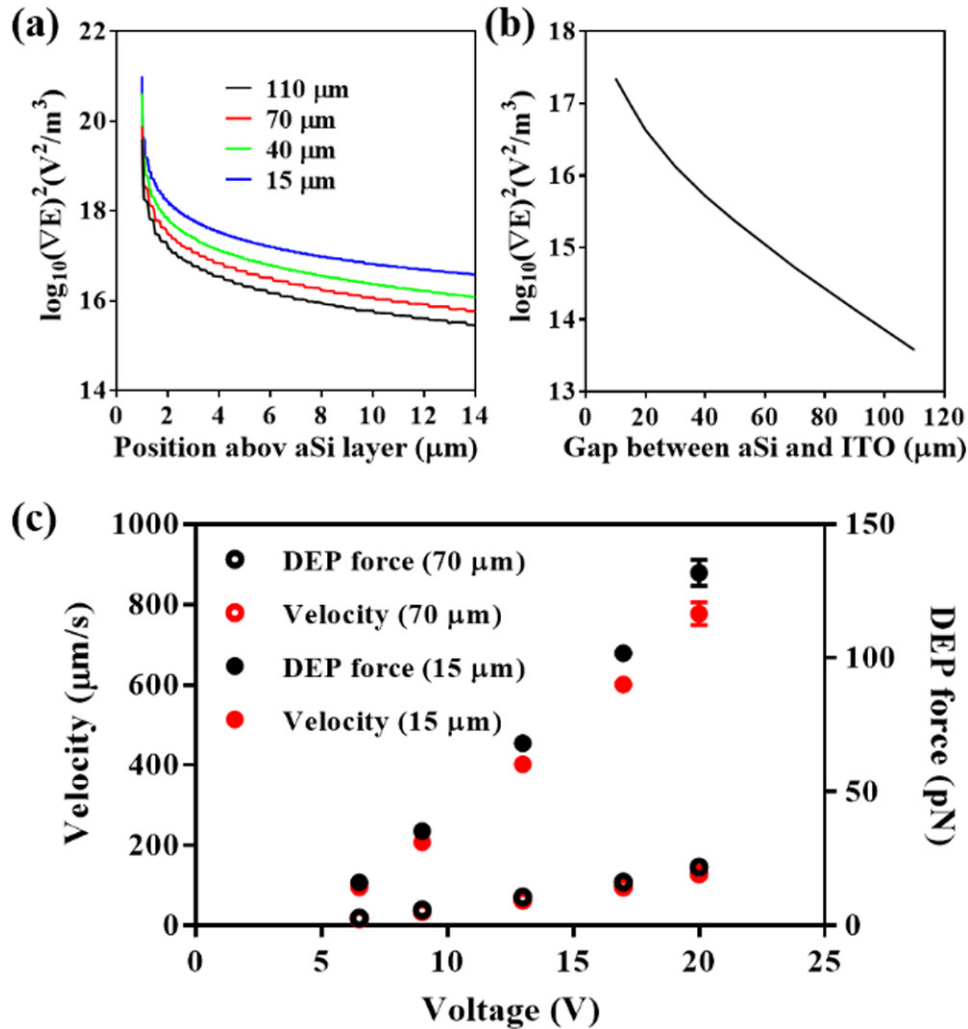 (a)
log₁₀(∇E)²(V²/m³)
22
20
18
16
14
110 μm
70 μm
40 μm
15 μm
0 2 4 6 8 10 12 14
Position abov aSi layer (μm)
(b)
log₁₀(∇E)²(V²/m³)
18
17
16
15
14
13
0 20 40 60 80 100 120
Gap between aSi and ITO (μm)
(c)
Velocity (μm/s)
1000
800
600
400
200
0
DEP force (70 μm)
Velocity (70 μm)
DEP force (15 μm)
Velocity (15 μm)
150
100
50
0
DEP force (pN)
0 5 10 15 20 25
Voltage (V)